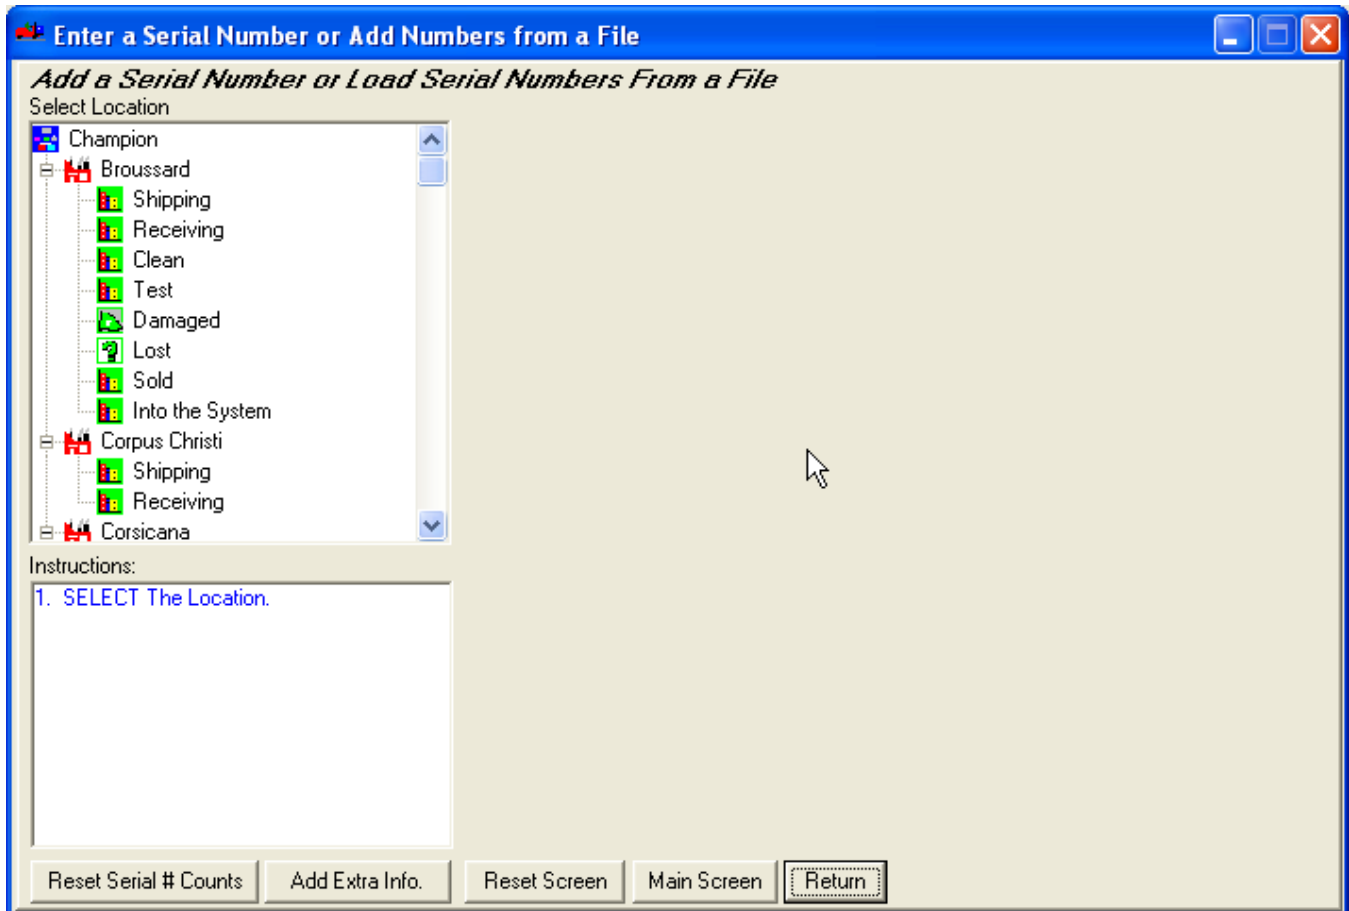 Enter a Serial Number or Add Numbers from a File
Add a Serial Number or Load Serial Numbers From a File
Select Location
Champion
Broussard
Shipping
Receiving
Clean
Test
Damaged
Lost
Sold
Into the System
Corpus Christi
Shipping
Receiving
Corsicana
Instructions:
1. SELECT The Location.
Reset Serial # Counts Add Extra Info. Reset Screen Main Screen Return